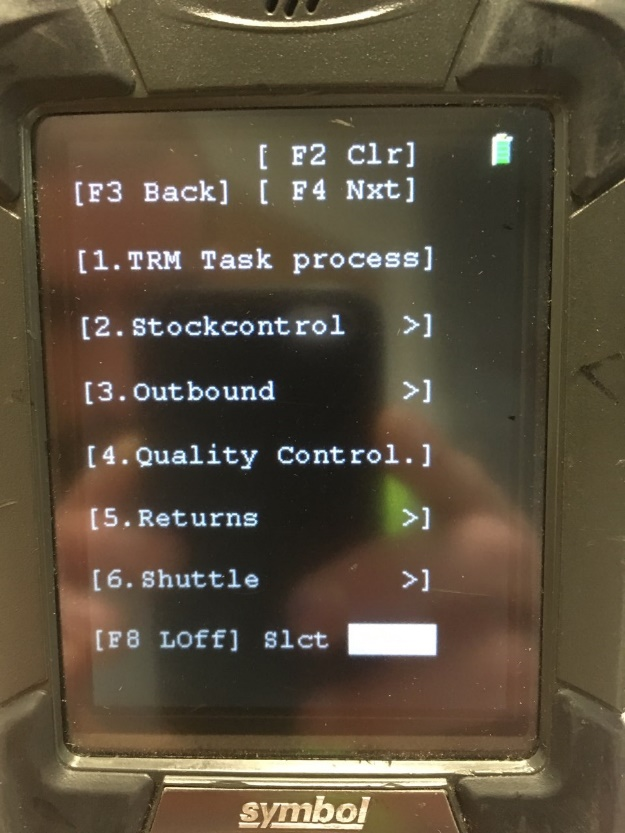 [ F2 Clr]
[F3 Back] [ F4 Nxt]
[1.TRM Task process]
[2.Stockcontrol >]
[3.Outbound >]
[4.Quality Control.]
[5.Returns >]
[6.Shuttle >]
[F8 LOff] Slct
symbol